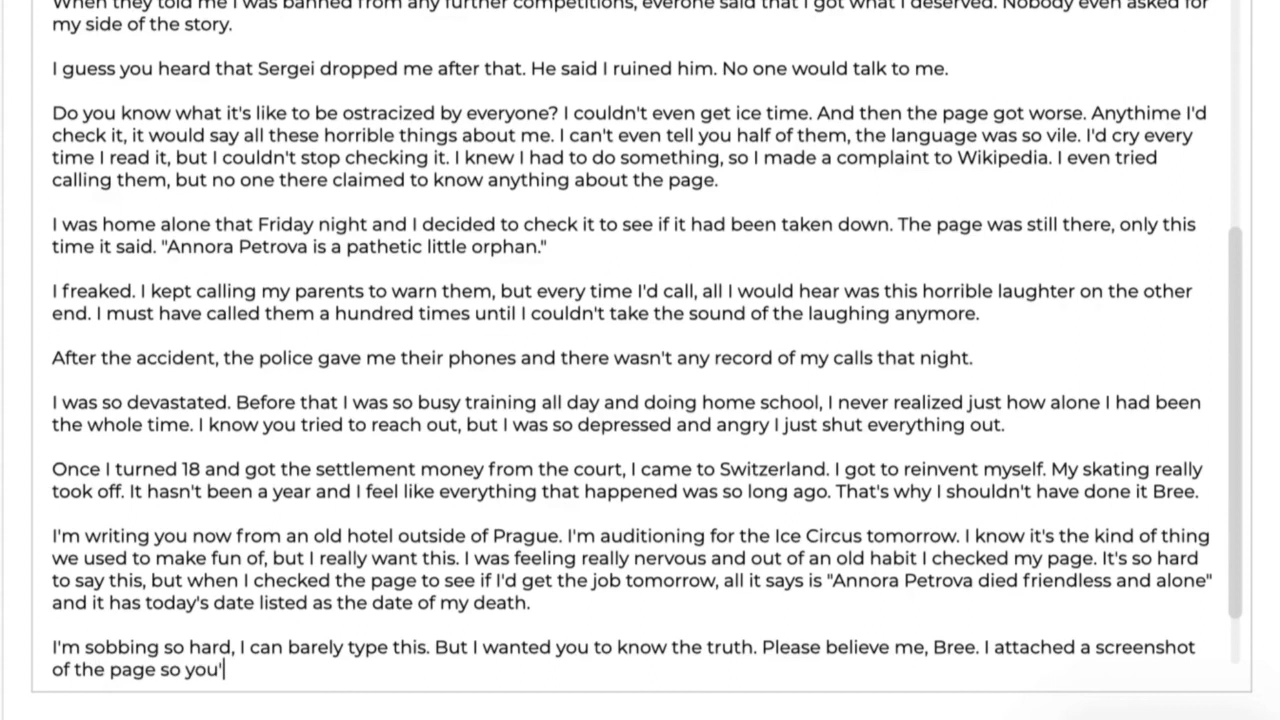 When they told me I was banned from any further competitions, everone said that I got what I deserved. Nobody even asked for
my side of the story.
I guess you heard that Sergei dropped me after that. He said I ruined him. No one would talk to me.
Do you know what it's like to be ostracized by everyone? I couldn't even get ice time. And then the page got worse. Anythime I'd
check it, it would say all these horrible things about me. I can't even tell you half of them, the language was so vile. I'd cry every
time I read it, but I couldn't stop checking it. I knew I had to do something, so I made a complaint to Wikipedia. I even tried
calling them, but no one there claimed to know anything about the page.
I was home alone that Friday night and I decided to check it to see if it had been taken down. The page was still there, only this
time it said. "Annora Petrova is a pathetic little orphan."
I freaked. I kept calling my parents to warn them, but every time I'd call, all I would hear was this horrible laughter on the other
end. I must have called them a hundred times until I couldn't take the sound of the laughing anymore.
After the accident, the police gave me their phones and there wasn't any record of my calls that night.
I was so devastated. Before that I was so busy training all day and doing home school, I never realized just how alone I had been
the whole time. I know you tried to reach out, but I was so depressed and angry I just shut everything out.
Once I turned 18 and got the settlement money from the court, I came to Switzerland. I got to reinvent myself. My skating really
took off. It hasn't been a year and I feel like everything that happened was so long ago. That's why I shouldn't have done it Bree.
I'm writing you now from an old hotel outside of Prague. I'm auditioning for the Ice Circus tomorrow. I know it's the kind of thing
we used to make fun of, but I really want this. I was feeling really nervous and out of an old habit I checked my page. It's so hard
to say this, but when I checked the page to see if I'd get the job tomorrow, all it says is "Annora Petrova died friendless and alone"
and it has today's date listed as the date of my death.
I'm sobbing so hard, I can barely type this. But I wanted you to know the truth. Please believe me, Bree. I attached a screenshot
of the page so you'